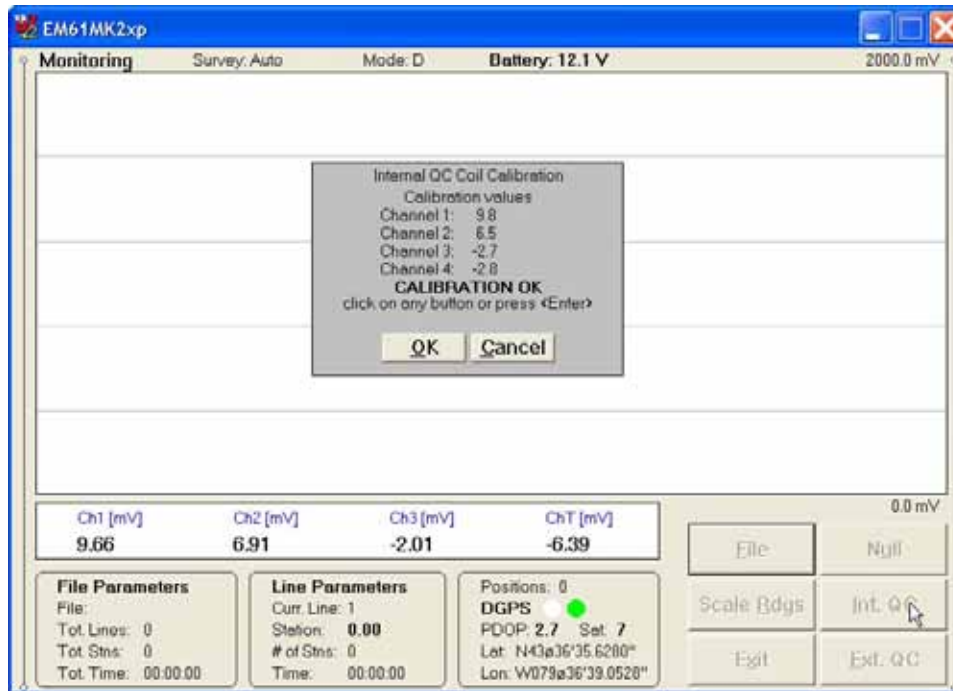 EM61MK2xp
Monitoring Survey: Auto Mode: D Battery: 12.1 V 2000.0 mV
Internal QC Coil Calibration
Calibration values
Channel 1: 9.8
Channel 2: 6.5
Channel 3: -2.7
Channel 4: -2.8
CALIBRATION OK
click on any button or press <Enter>
OK Cancel
0.0 mV
Ch1 [mV] Ch2 [mV] Ch3 [mV] ChT [mV]
9.66 6.91 -2.01 -6.39
File Null
Scale Rdgs Int. QC
Exit Ext. QC
File Parameters
File:
Tot. Lines: 0
Tot. Stns: 0
Tot. Time: 00:00:00
Line Parameters
Curr. Line: 1
Station: 0.00
# of Stns: 0
Time: 00:00:00
Positions: 0
DGPS
PDOP: 2.7 Sat: 7
Lat: N43ø36'35.6280"
Lon: W079ø36'39.0528"